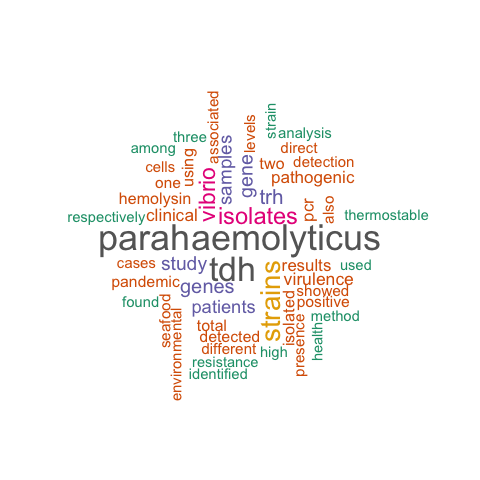 associated
levels
strain
three
analysis
among
using
samples
gene
direct
cells
two
detection
one
vibrio
pathogenic
hemolysin
trh
pcr
also
respectively
clinical
isolates
thermostable
parahaemolyticus
cases
study
tdh
strains
results
used
pandemic
genes
virulence
found
seafood
patients
isolated
showed
positive
environmental
total
presence
health
method
detected
different
high
resistance
identified